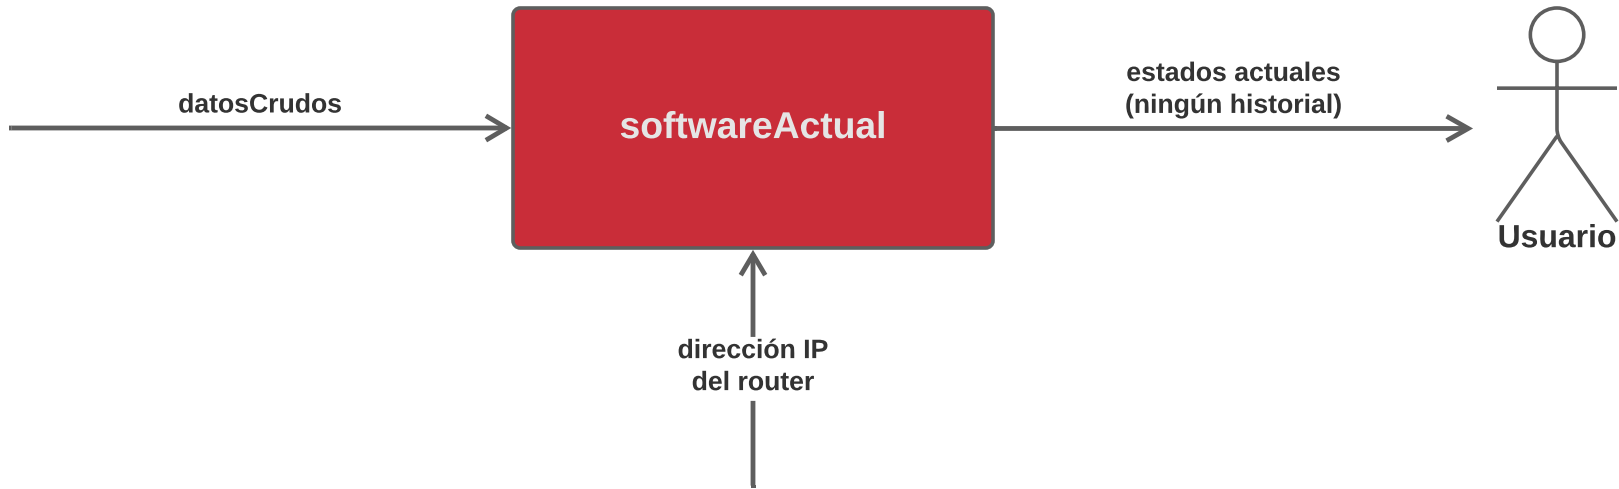 datosCrudos
softwareActual
estados actuales
(ningún historial)
Usuario
dirección IP
del router